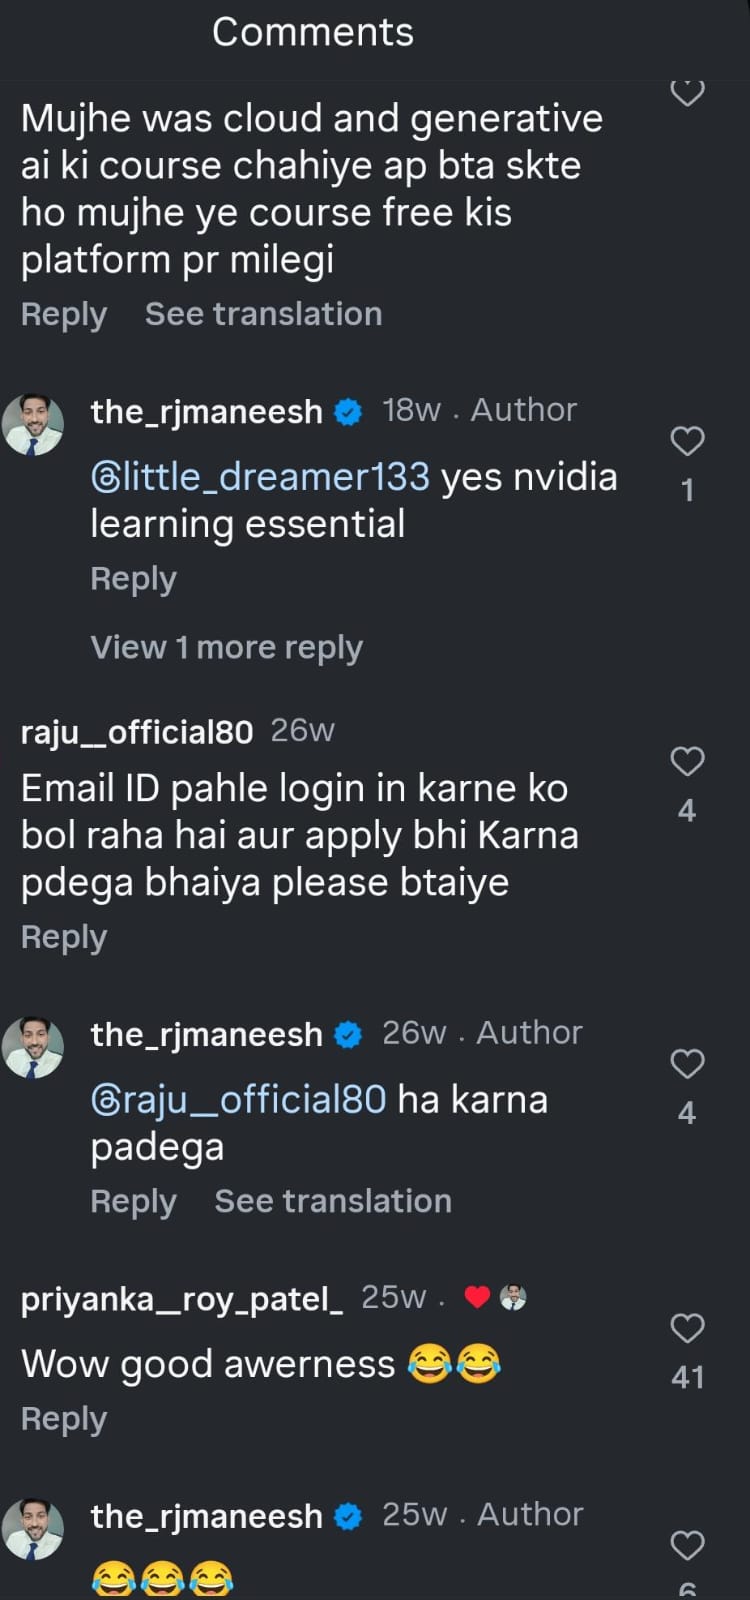 Comments
Mujhe was cloud and generative
ai ki course chahiye ap bta skte
ho mujhe ye course free kis
platform pr milegi
Reply See translation
the_rjmaneesh 18w . Author
@little_dreamer133 yes nvidia
learning essential
1
Reply
View 1 more reply
raju__official80 26w
Email ID pahle login in karne ko
bol raha hai aur apply bhi Karna
pdega bhaiya please btaiye
4
Reply
the_rjmaneesh 26w . Author
@raju__official80 ha karna
padega
4
Reply See translation
priyanka_roy_patel_ 25w . ❤️
Wow good awerness 😂😂
41
Reply
the_rjmaneesh 25w . Author
😂😂😂
6